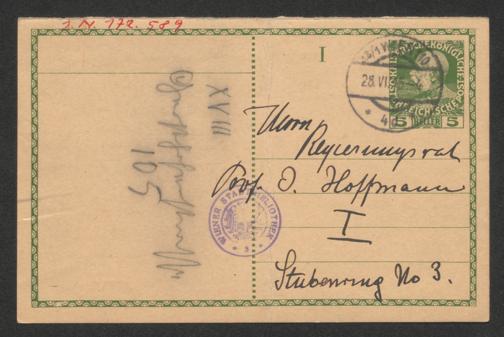 J. N. 172.589
I
28.VI
5 HELLER 5
Herrn
Regierungsrat
Prof. J. Hoffmann
I
Stubenring No 3.
XVIII
105
WIENER STADTBIBLIOTHEK